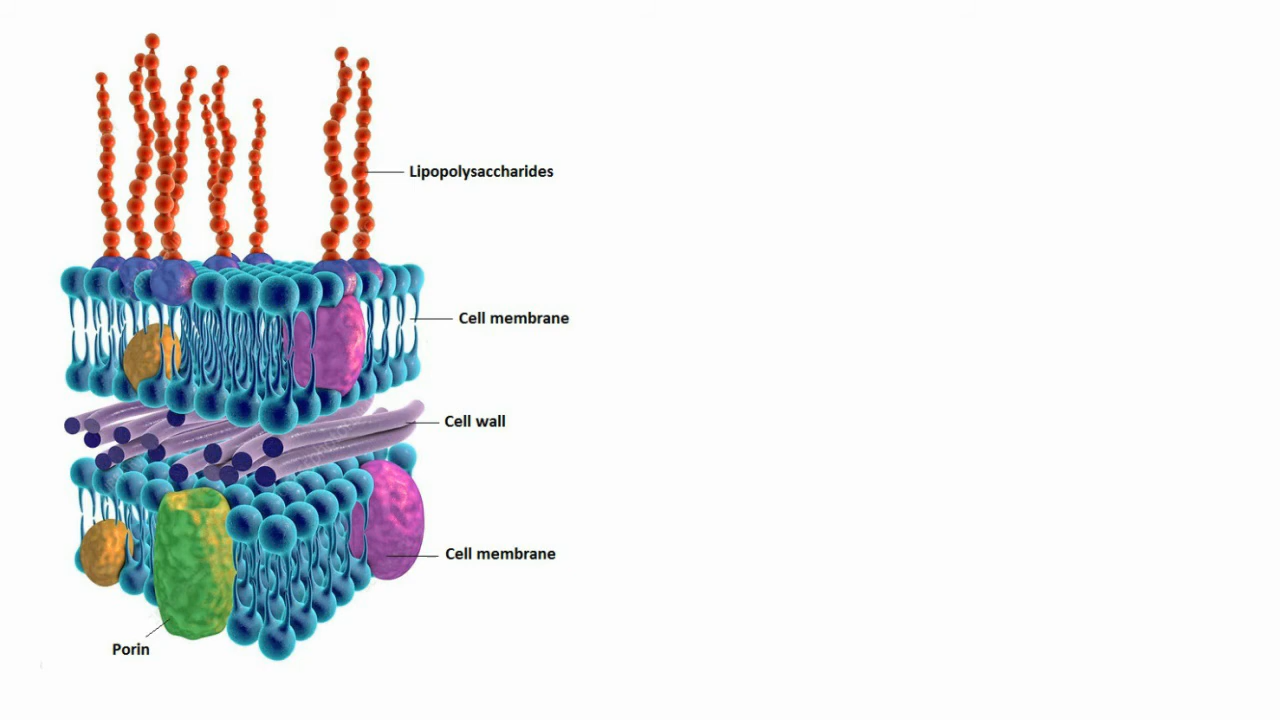 Lipopolysaccharides
Cell membrane
Cell wall
Cell membrane
Porin